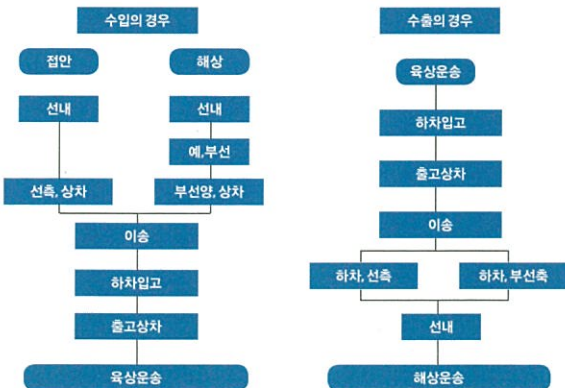 수입의 경우
접안
해상
선내
선내
예,부선
선측, 상차
부선양, 상차
이송
하차입고
출고상차
육상운송
수출의 경우
육상운송
하차입고
출고상차
이송
하차, 선측
하차, 부선축
선내
해상운송